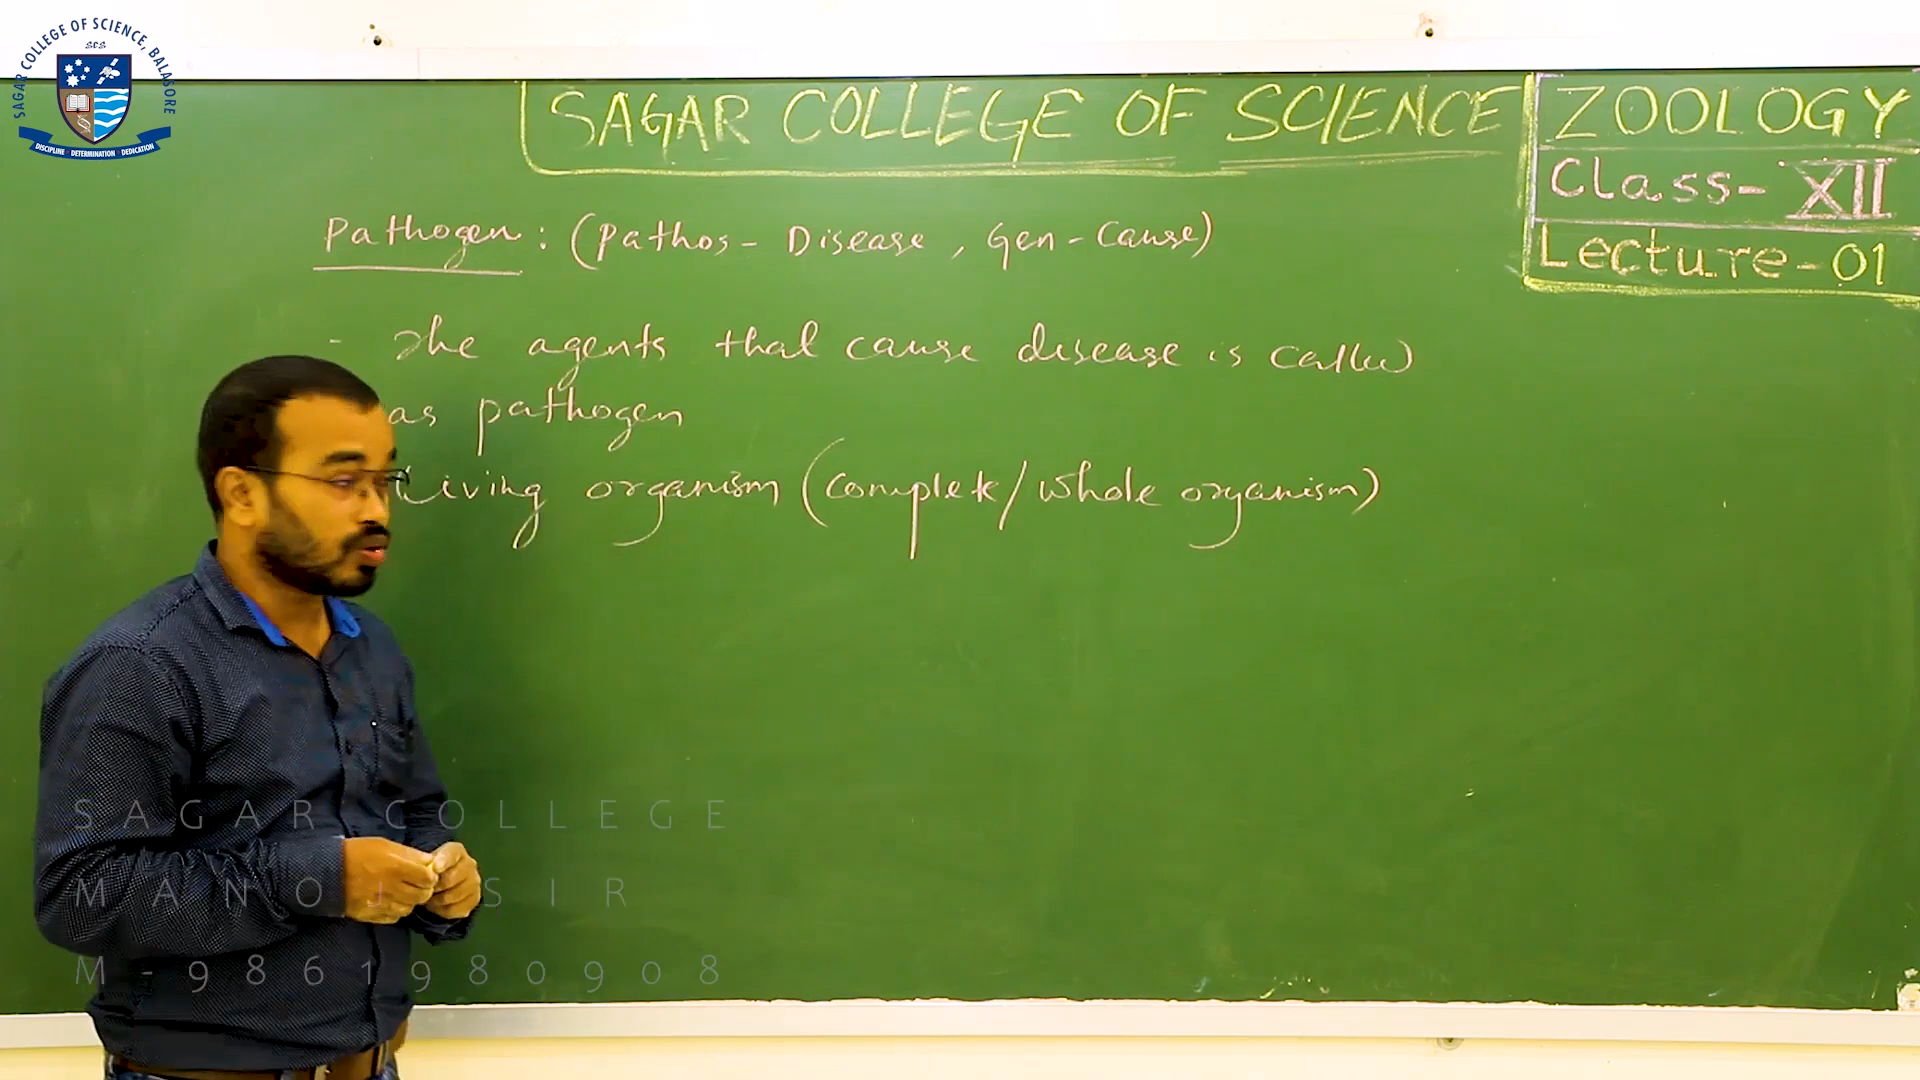 SAGAR COLLEGE OF SCIENCE, BALASORE
SCS
DISCIPLINE DETERMINATION DEDICATION
SAGAR COLLEGE OF SCIENCE
ZOOLOGY
Class- XII
Lecture-01
Pathogen: (Pathos- Disease, Gen-Cause)
- The agents that cause disease is called
as pathogen
Living organism (Complete/Whole organism)
SAGAR COLLEGE
MANOJ SIR
M-9861980908